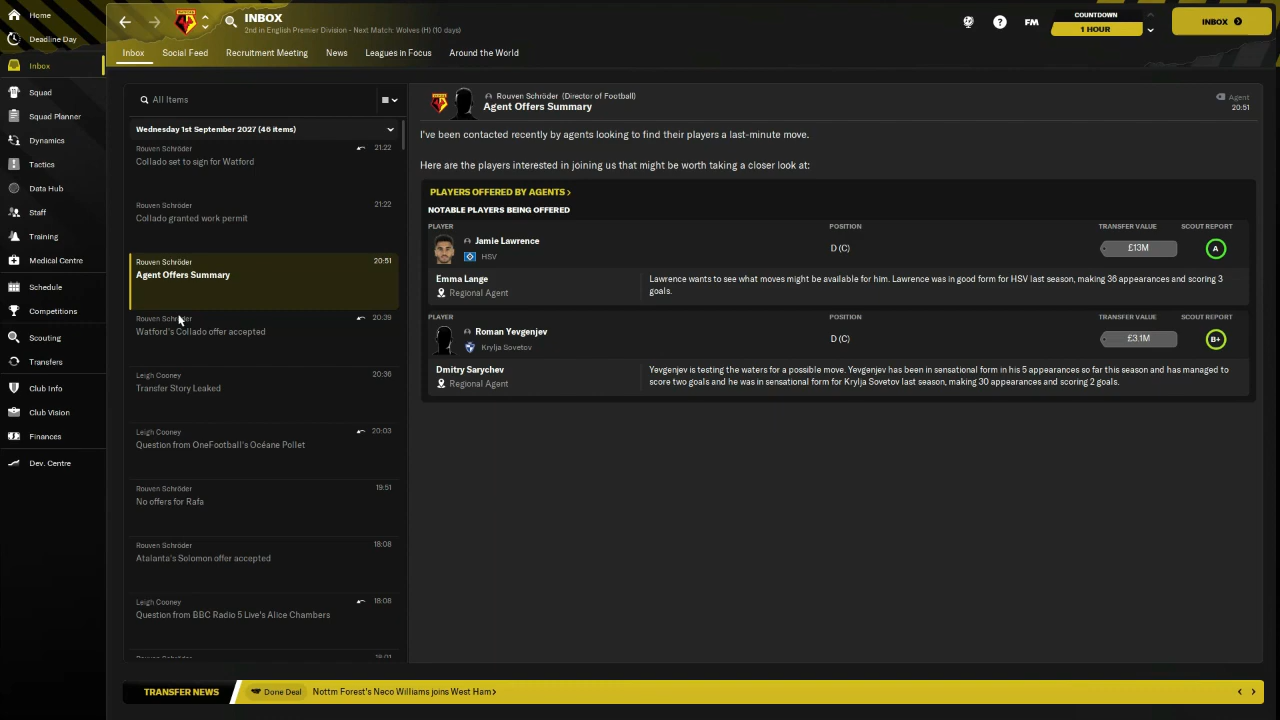 Home
Deadline Day
Inbox
Squad
Squad Planner
Dynamics
Tactics
Data Hub
Staff
Training
Medical Centre
Schedule
Competitions
Scouting
Transfers
Club Info
Club Vision
Finances
Dev. Centre
INBOX
2nd in English Premier Division - Next Match: Wolves (H) (10 days)
FM
COUNTDOWN
1 HOUR
INBOX
Inbox
Social Feed
Recruitment Meeting
News
Leagues in Focus
Around the World
All Items
Wednesday 1st September 2027 (46 items)
Rouven Schröder 21:22
Collado set to sign for Watford
Rouven Schröder 21:22
Collado granted work permit
Rouven Schröder 20:51
Agent Offers Summary
Rouven Schröder 20:39
Watford's Collado offer accepted
Leigh Cooney 20:36
Transfer Story Leaked
Leigh Cooney 20:03
Question from OneFootball's Océane Pollet
Rouven Schröder 19:51
No offers for Rafa
Rouven Schröder 18:08
Atalanta's Solomon offer accepted
Leigh Cooney 18:08
Question from BBC Radio 5 Live's Alice Chambers
Rouven Schröder (Director of Football)
Agent Offers Summary
Agent
20:51
I've been contacted recently by agents looking to find their players a last-minute move.
Here are the players interested in joining us that might be worth taking a closer look at:
PLAYERS OFFERED BY AGENTS >
NOTABLE PLAYERS BEING OFFERED
PLAYER POSITION TRANSFER VALUE SCOUT REPORT
Jamie Lawrence
HSV
D (C)
£13M
A
Emma Lange
Regional Agent
Lawrence wants to see what moves might be available for him. Lawrence was in good form for HSV last season, making 36 appearances and scoring 3
goals.
PLAYER POSITION TRANSFER VALUE SCOUT REPORT
Roman Yevgenjev
Krylja Sovetov
D (C)
£3.1M
B+
Dmitry Sarychev
Regional Agent
Yevgenjev is testing the waters for a possible move. Yevgenjev has been in sensational form in his 5 appearances so far this season and has managed to
score two goals and he was in sensational form for Krylja Sovetov last season, making 30 appearances and scoring 2 goals.
TRANSFER NEWS
Done Deal
Nottm Forest's Neco Williams joins West Ham>